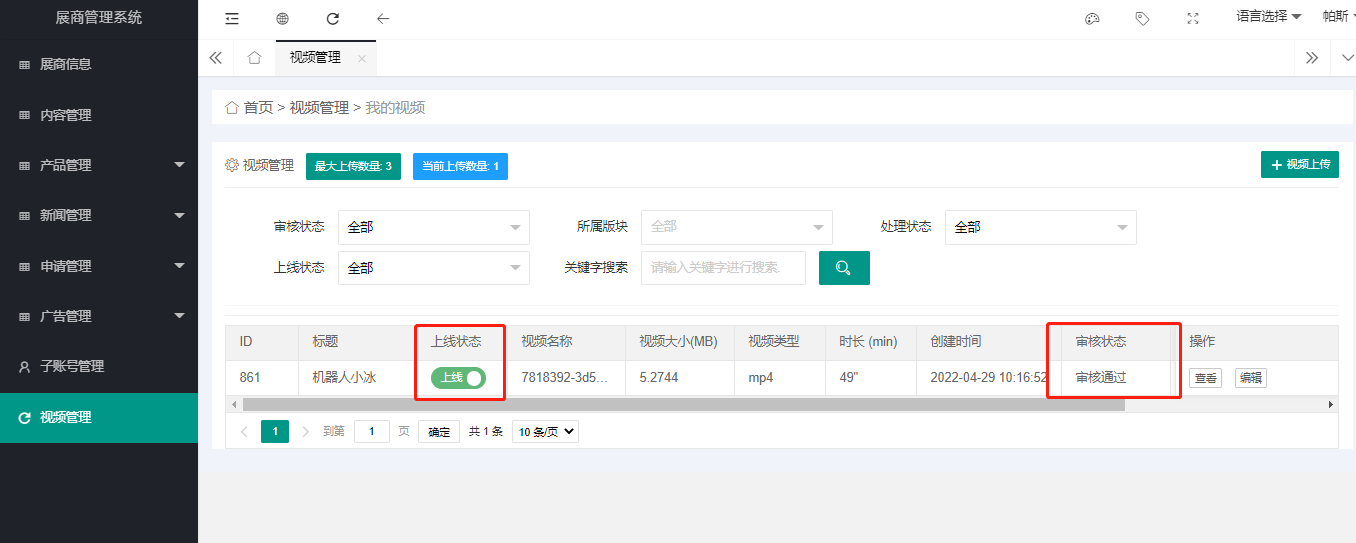 展商管理系统
语言选择
帕斯
展商信息
内容管理
产品管理
新闻管理
申请管理
广告管理
子账号管理
视频管理
视频管理
首页 > 视频管理 > 我的视频
视频管理 最大上传数量: 3 当前上传数量: 1 视频上传
审核状态 全部 所属版块 全部 处理状态 全部
上线状态 全部 关键字搜索 请输入关键字进行搜索.
ID 标题 上线状态 视频名称 视频大小(MB) 视频类型 时长 (min) 创建时间 审核状态 操作
861 机器人小冰 上线 7818392-3d5... 5.2744 mp4 49" 2022-04-29 10:16:52 审核通过 查看 编辑
1 到第 1 页 确定 共 1 条 10 条/页